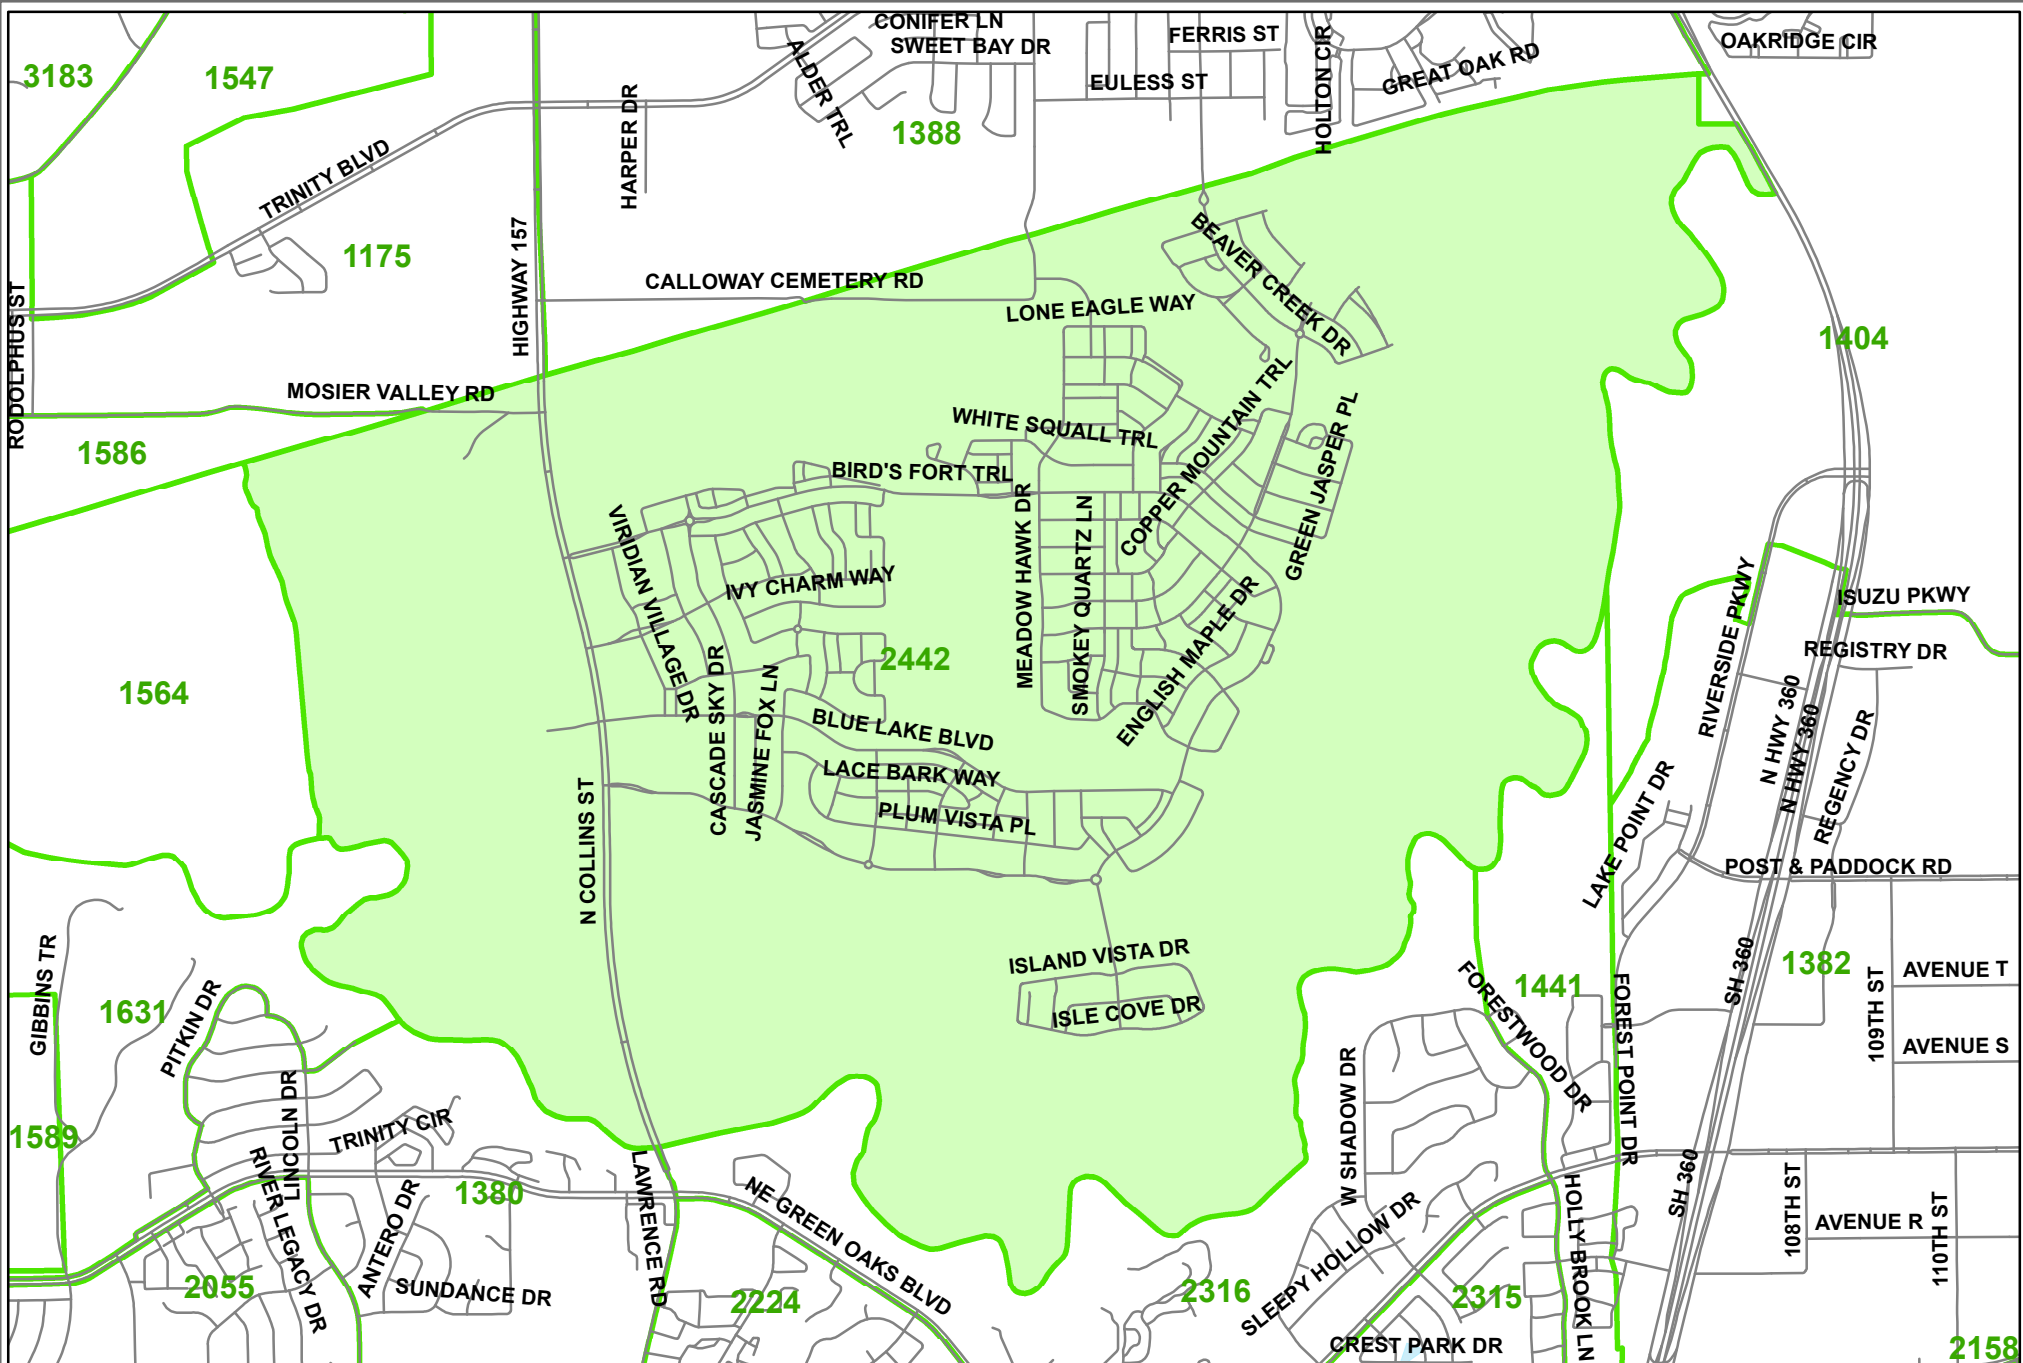 CONIFER LN
SWEET BAY DR
FERRIS ST
HOLTON CIR
GREAT OAK RD
OAKRIDGE CIR
3183
1547
ALDER TRL
EULESS ST
HARPER DR
1388
TRINITY BLVD
1175
HIGHWAY 157
CALLOWAY CEMETERY RD
LONE EAGLE WAY
BEAVER CREEK DR
1404
RODOLPHUS ST
MOSIER VALLEY RD
1586
WHITE SQUALL TRL
COPPER MOUNTAIN TRL
GREEN JASPER PL
BIRD'S FORT TRL
VIRIDIAN VILLAGE DR
IVY CHARM WAY
MEADOW HAWK DR
SMOKEY QUARTZ LN
ENGLISH MAPLE DR
RIVERSIDE PKWY
ISUZU PKWY
REGISTRY DR
2442
1564
CASCADE SKY DR
JASMINE FOX LN
BLUE LAKE BLVD
LACE BARK WAY
PLUM VISTA PL
N COLLINS ST
N HWY 360
N HWY 360
REGENCY DR
LAKE POINT DR
POST & PADDOCK RD
GIBBINS TR
1631
PITKIN DR
ISLAND VISTA DR
ISLE COVE DR
FORESTWOOD DR
1441
FOREST POINT DR
SH 360
1382
109TH ST
AVENUE T
AVENUE S
1589
LINCOLN DR
TRINITY CIR
RIVER LEGACY DR
ANTERO DR
1380
LAWRENCE RD
NE GREEN OAKS BLVD
W SHADOW DR
SLEEPY HOLLOW DR
HOLLY BROOK LN
SH 360
108TH ST
AVENUE R
110TH ST
2055
SUNDANCE DR
2224
2316
2315
CREST PARK DR
2158